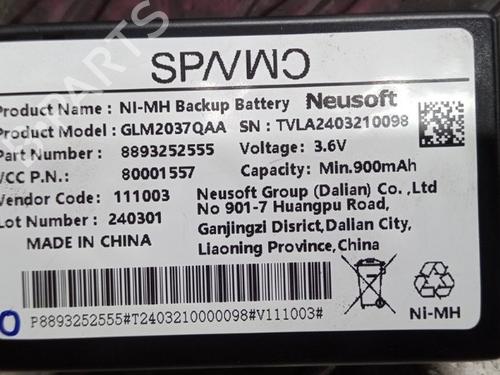 SPVMC
Product Name : NI-MH Backup Battery Neusoft
Product Model : GLM2037QAA SN : TVLA2403210098
Part Number : 8893252555 Voltage: 3.6V
VCC P.N.: 80001557 Capacity: Min.900mAh
Vendor Code: 111003 Neusoft Group (Dalian) Co. ,Ltd
Lot Number : 240301 No 901-7 Huangpu Road,
MADE IN CHINA Ganjingzi Disrict,Dalian City,
Liaoning Province,China
P8893252555#T2403210000098#V111003#
Ni-MH